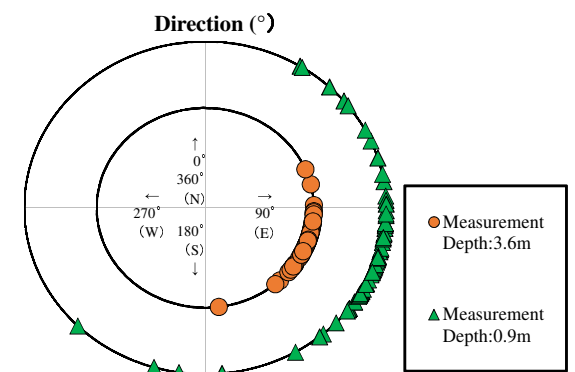 Direction (°)
↑
0°
360°
(N)
←
→
270°
90°
(W)
180°
(E)
(S)
↓
Measurement
Depth:3.6m
Measurement
Depth:0.9m